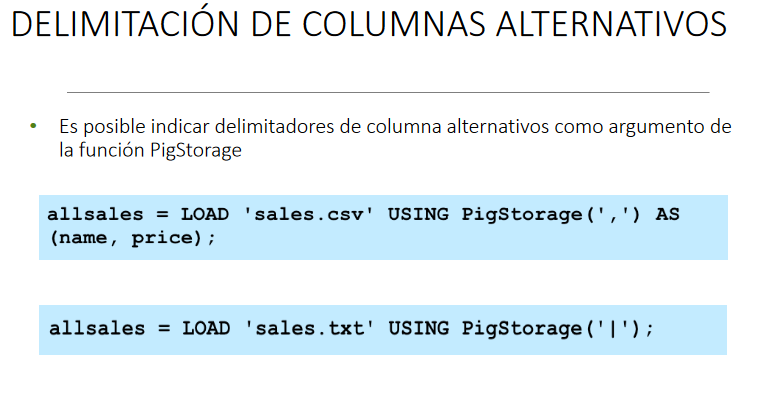 DELIMITACIÓN DE COLUMNAS ALTERNATIVOS
• Es posible indicar delimitadores de columna alternativos como argumento de
la función PigStorage
allsales = LOAD 'sales.csv' USING PigStorage(',') AS
(name, price);
allsales = LOAD 'sales.txt' USING PigStorage('|');